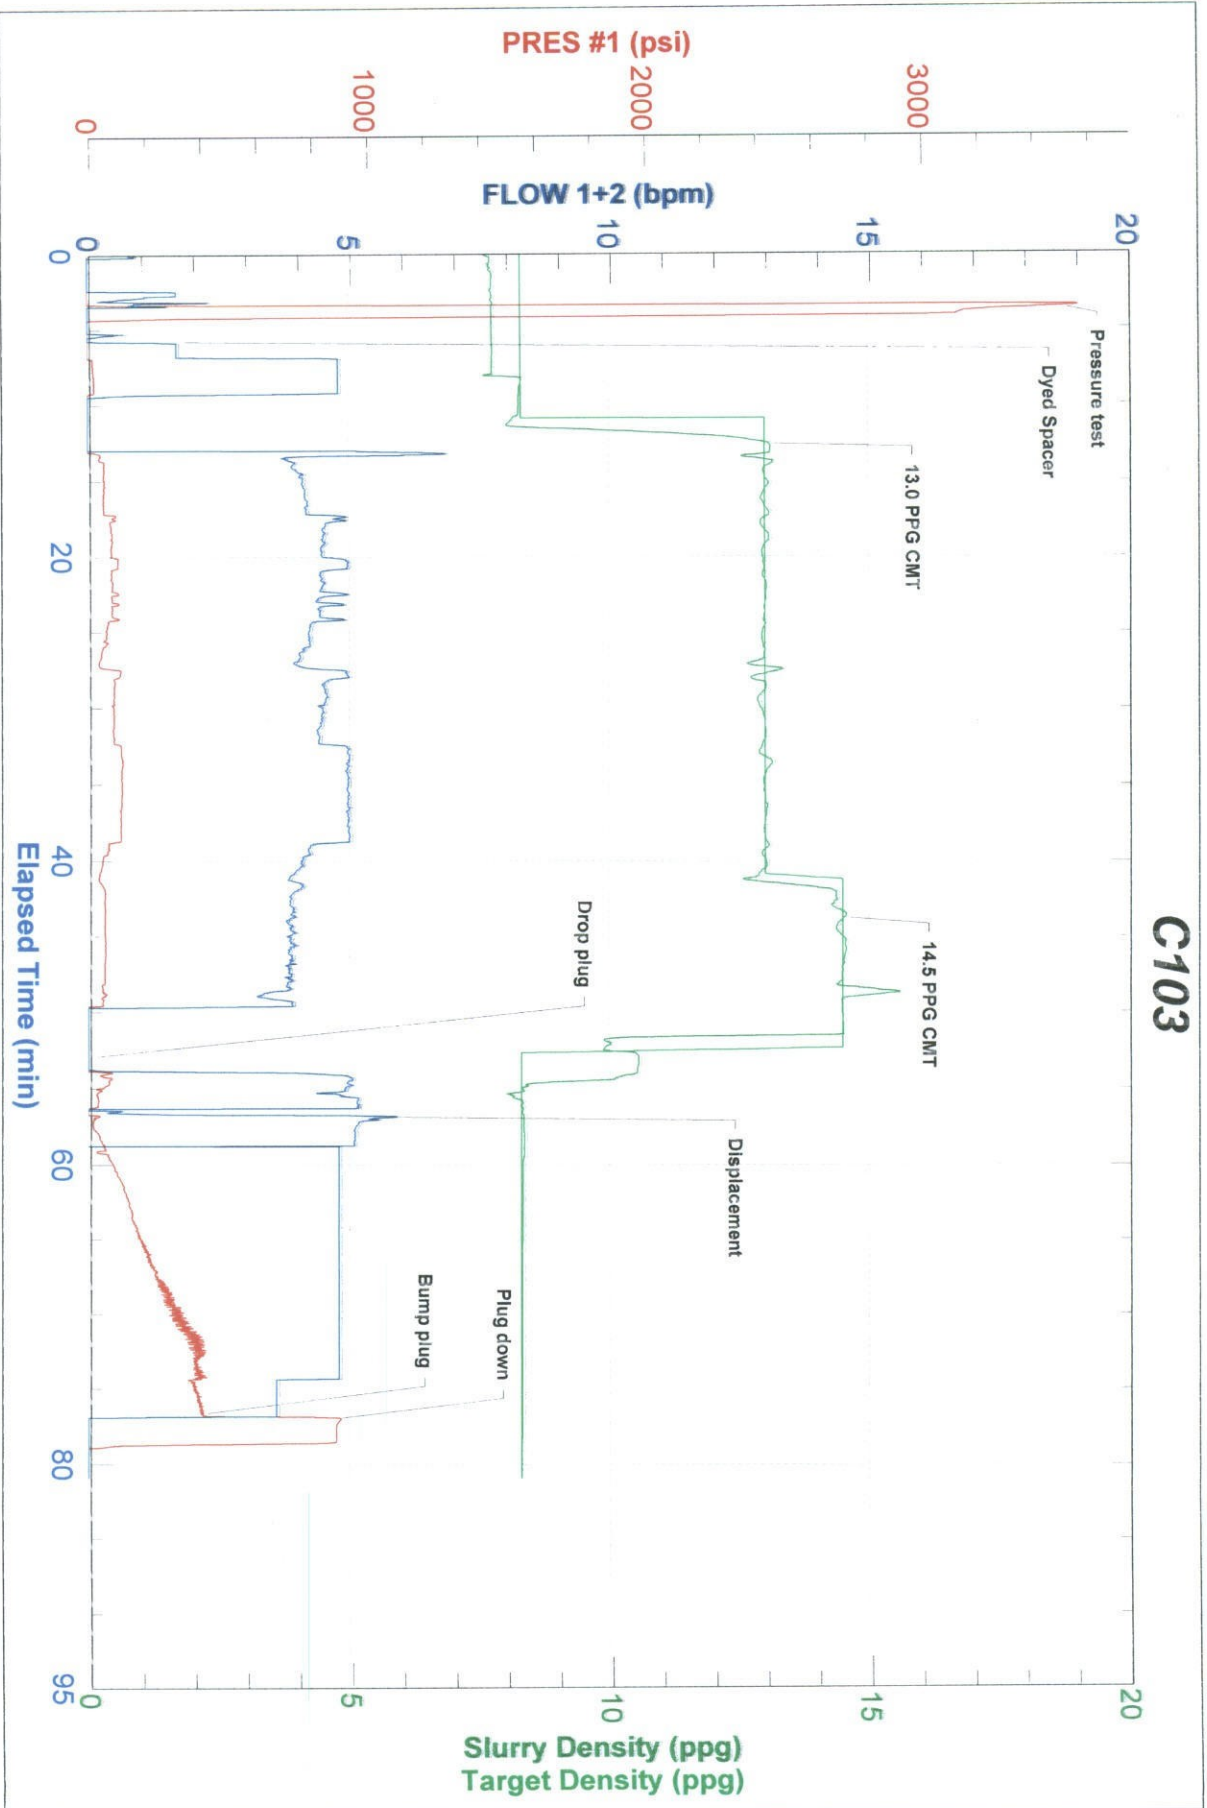 C103
PRES #1 (psi)
0
1000
2000
3000
FLOW 1+2 (bpm)
0
5
10
15
20
Pressure test
Dyed Spacer
13.0 PPG CMT
14.5 PPG CMT
Drop plug
Displacement
Plug down
Bump plug
0
20
40
60
80
95
Elapsed Time (min)
0
5
10
15
20
Slurry Density (ppg)
Target Density (ppg)